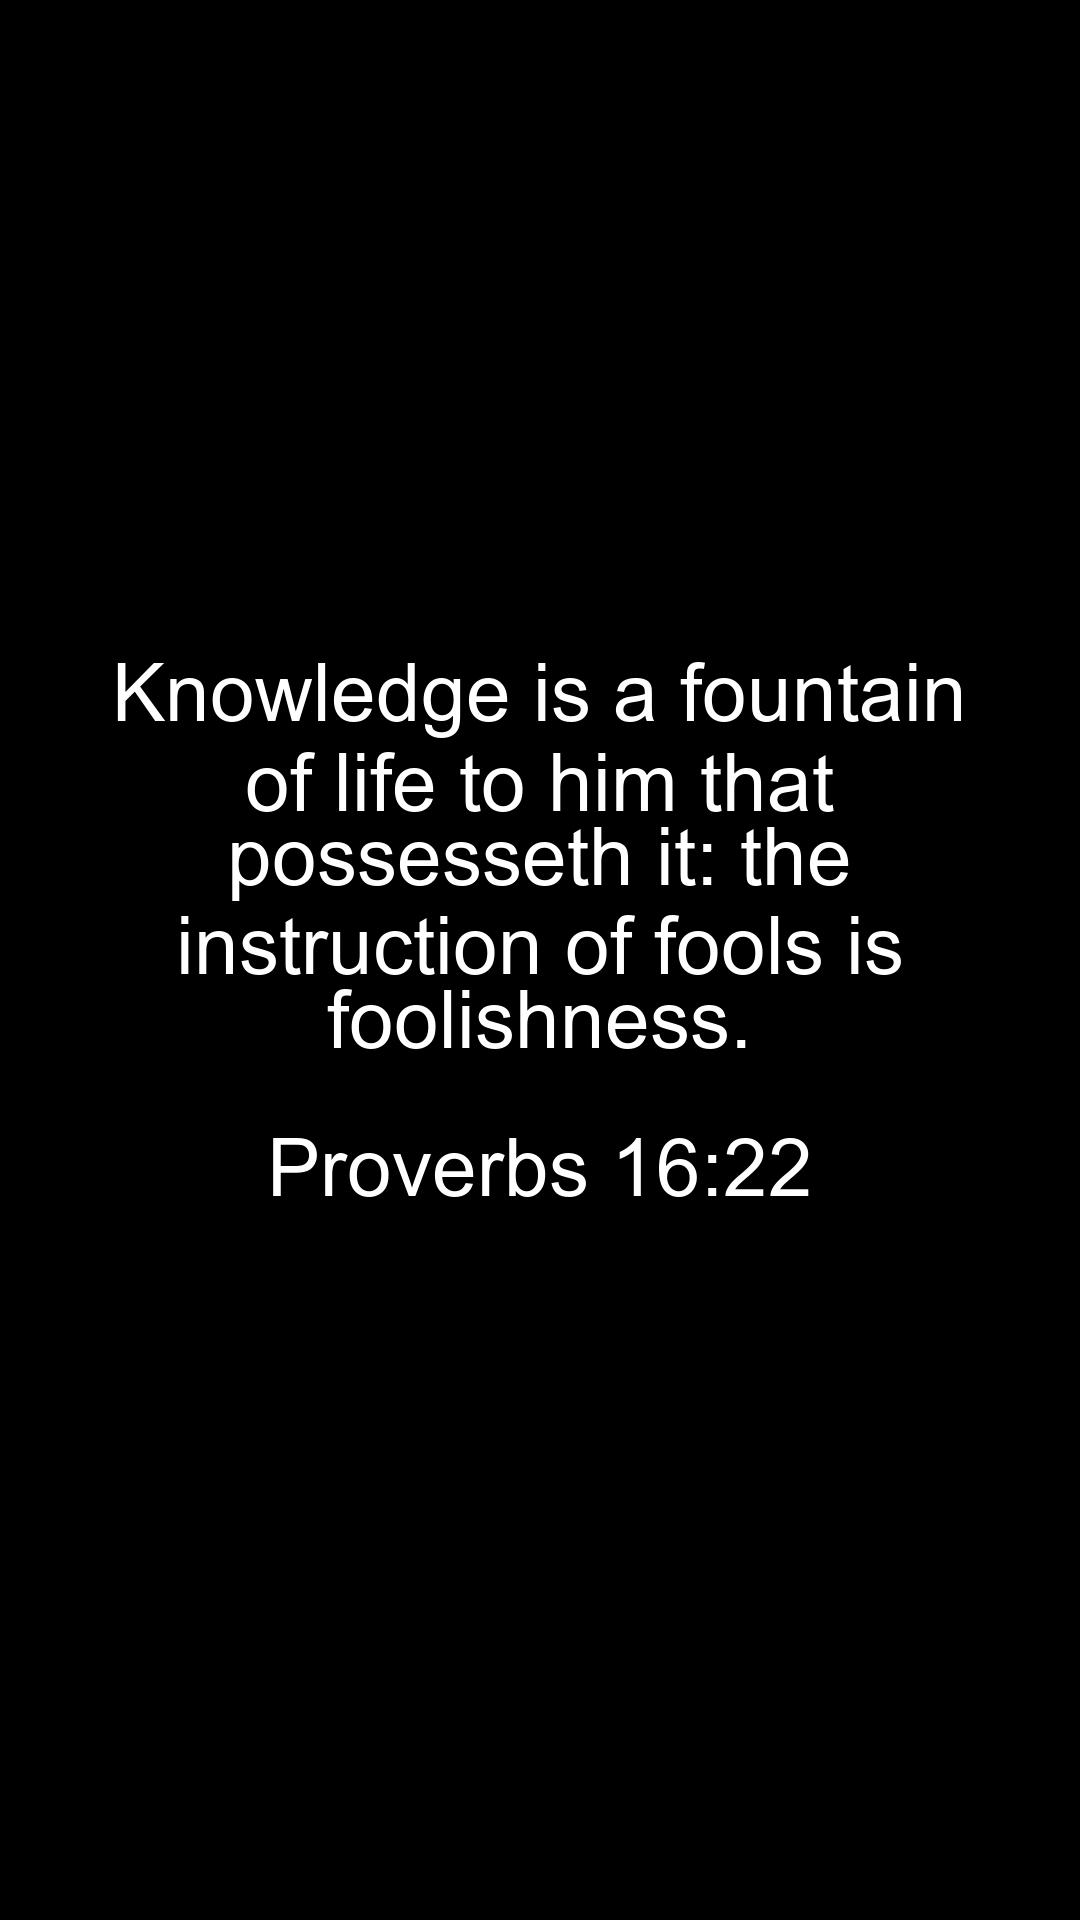 Knowledge is a fountain
of life to him that
possesseth it: the
instruction of fools is
foolishness.
Proverbs 16:22